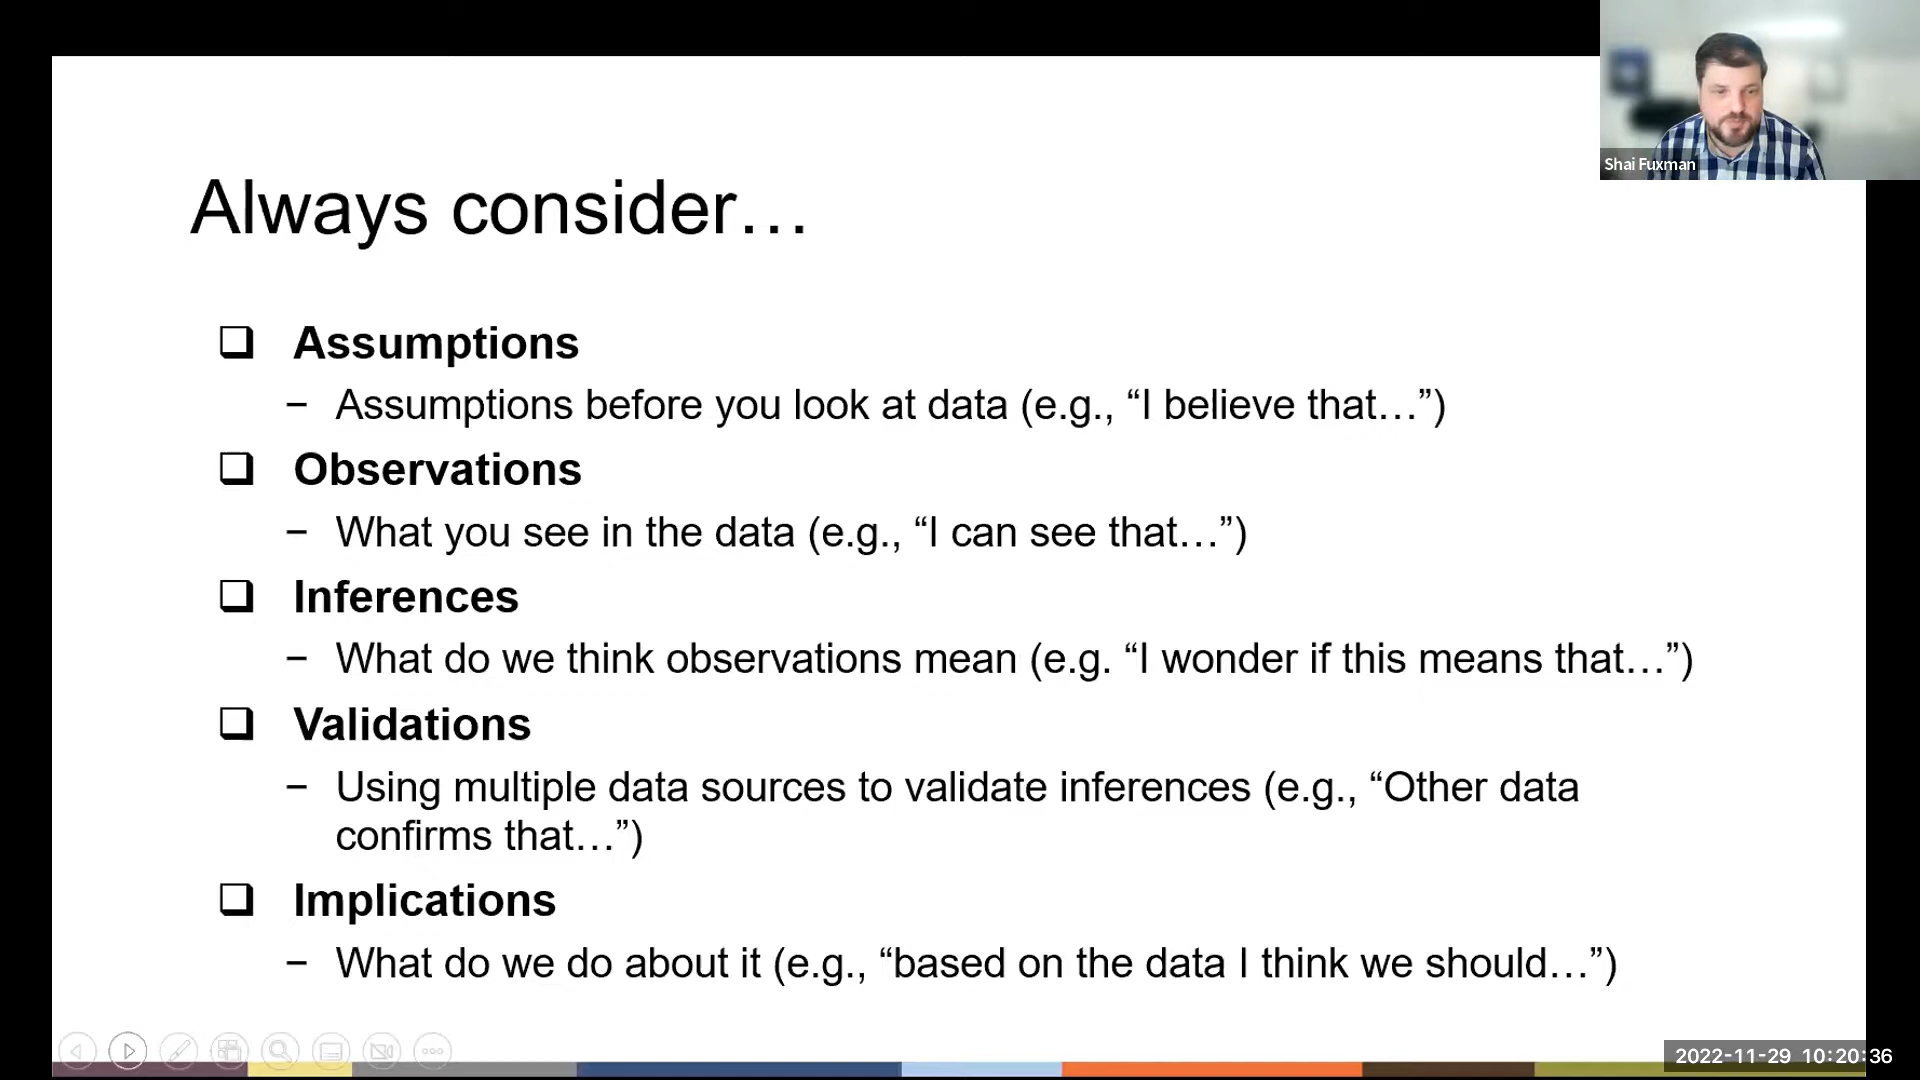 Shai Fuxman
Always consider…
❑ Assumptions
− Assumptions before you look at data (e.g., “I believe that…”)
❑ Observations
− What you see in the data (e.g., “I can see that…”)
❑ Inferences
− What do we think observations mean (e.g. “I wonder if this means that…”)
❑ Validations
− Using multiple data sources to validate inferences (e.g., “Other data
confirms that…”)
❑ Implications
− What do we do about it (e.g., “based on the data I think we should…”)
2022-11-29 10:20:36